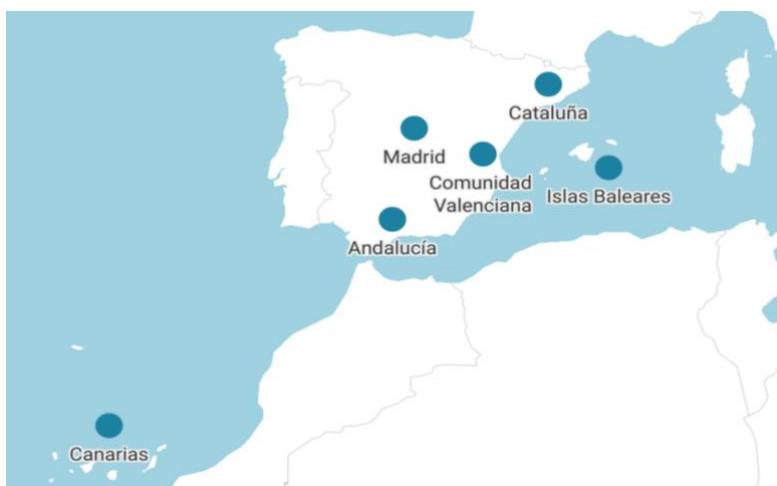 Cataluña
Madrid
Comunidad
Valenciana
Islas Baleares
Andalucía
Canarias